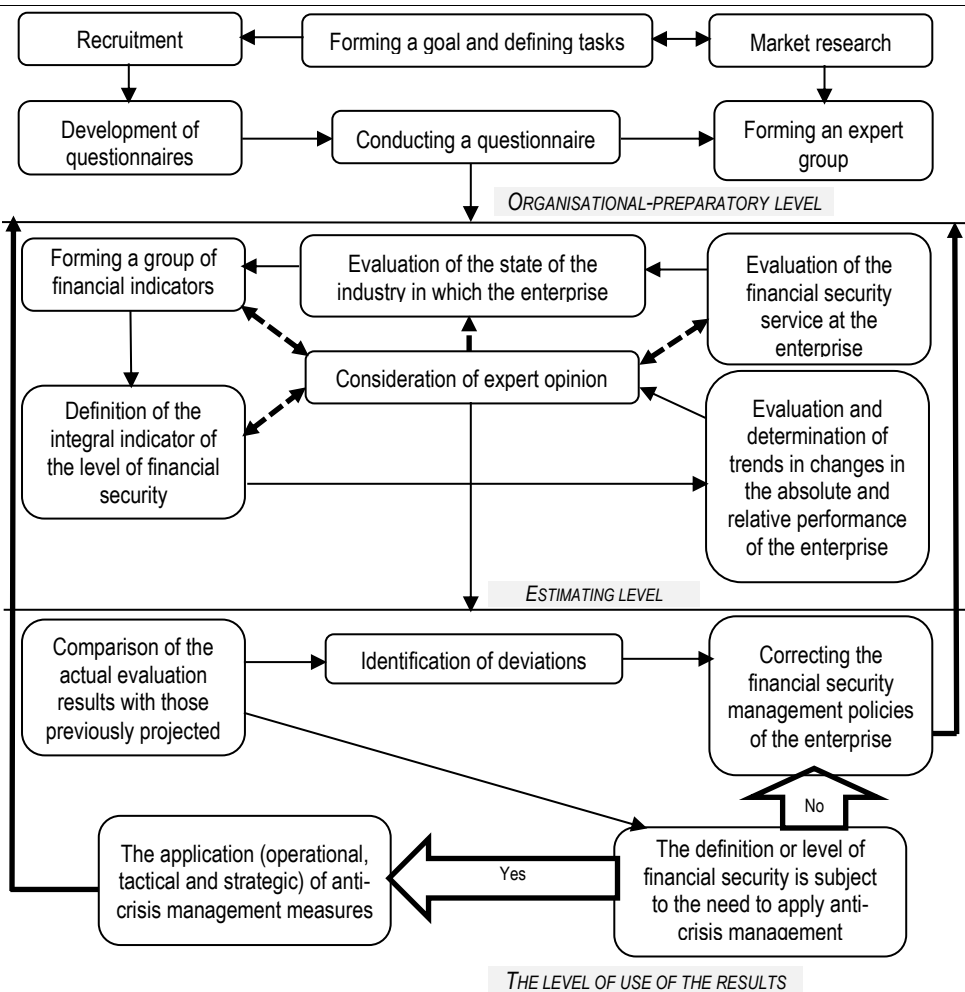 Recruitment
Forming a goal and defining tasks
Market research
Development of
questionnaires
Conducting a questionnaire
Forming an expert
group
ORGANISATIONAL-PREPARATORY LEVEL
Forming a group of
financial indicators
Evaluation of the state of the
industry in which the enterprise
Evaluation of the
financial security
service at the
enterprise
Consideration of expert opinion
Definition of the
integral indicator of
the level of financial
security
Evaluation and
determination of
trends in changes in
the absolute and
relative performance
of the enterprise
ESTIMATING LEVEL
Comparison of the
actual evaluation
results with those
previously projected
Identification of deviations
Correcting the
financial security
management policies
of the enterprise
No
The application (operational,
tactical and strategic) of anti-
crisis management measures
Yes
The definition or level of
financial security is subject
to the need to apply anti-
crisis management
THE LEVEL OF USE OF THE RESULTS